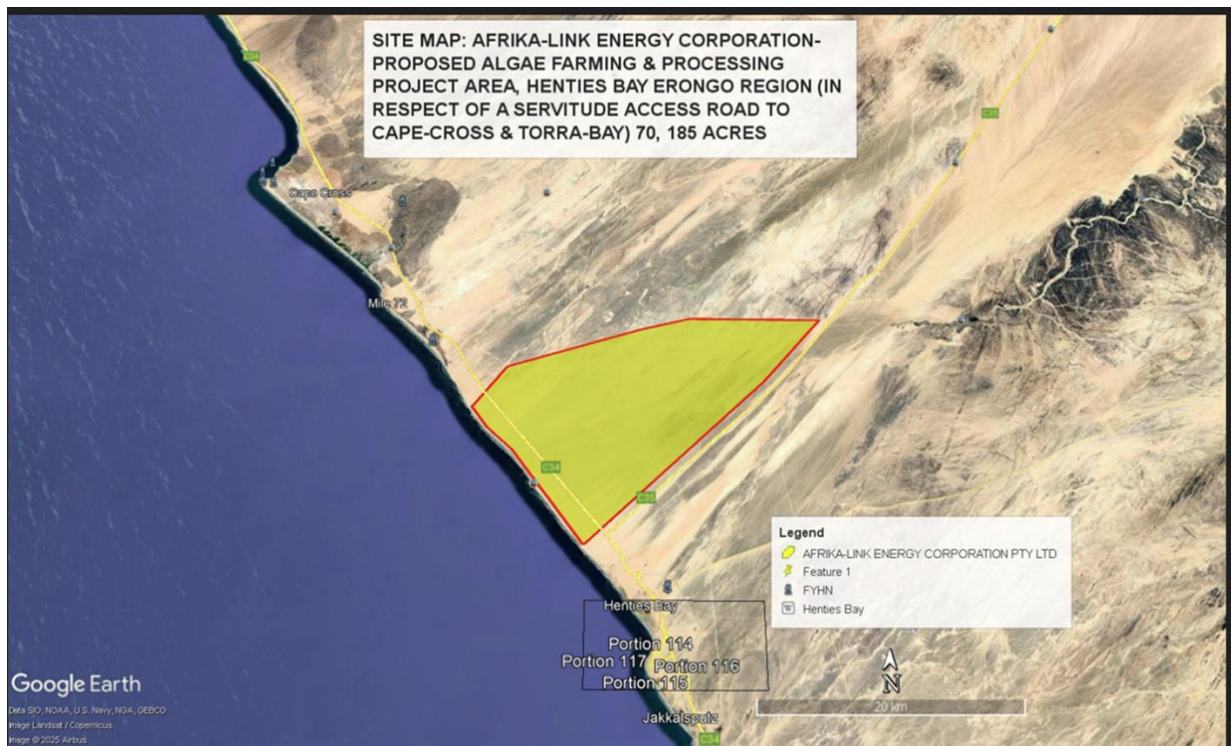 SITE MAP: AFRIKA-LINK ENERGY CORPORATION-
PROPOSED ALGAE FARMING & PROCESSING
PROJECT AREA, HENTIES BAY ERONGO REGION (IN
RESPECT OF A SERVITUDE ACCESS ROAD TO
CAPE-CROSS & TORRA-BAY) 70, 185 ACRES
C34
C35
Cape Cross
Mile 72
C34
C35
Legend
AFRIKA-LINK ENERGY CORPORATION PTY LTD
Feature 1
FYHN
Henties Bay
Henties Bay
Portion 114
Portion 117
Portion 116
Portion 115
N
20 km
Jakkalsputz
C34
Google Earth
Data SIO, NOAA, U.S. Navy, NGA, GEBCO
Image Landsat / Copernicus
Image © 2025 Airbus